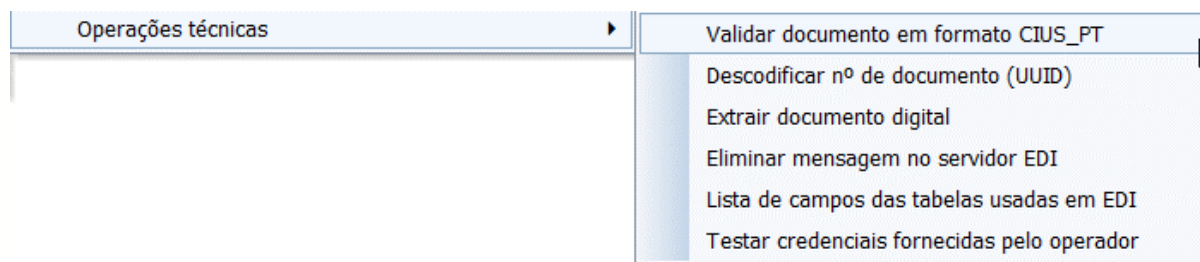 Operações técnicas
Validar documento em formato CIUS_PT
Descodificar nº de documento (UUID)
Extrair documento digital
Eliminar mensagem no servidor EDI
Lista de campos das tabelas usadas em EDI
Testar credenciais fornecidas pelo operador